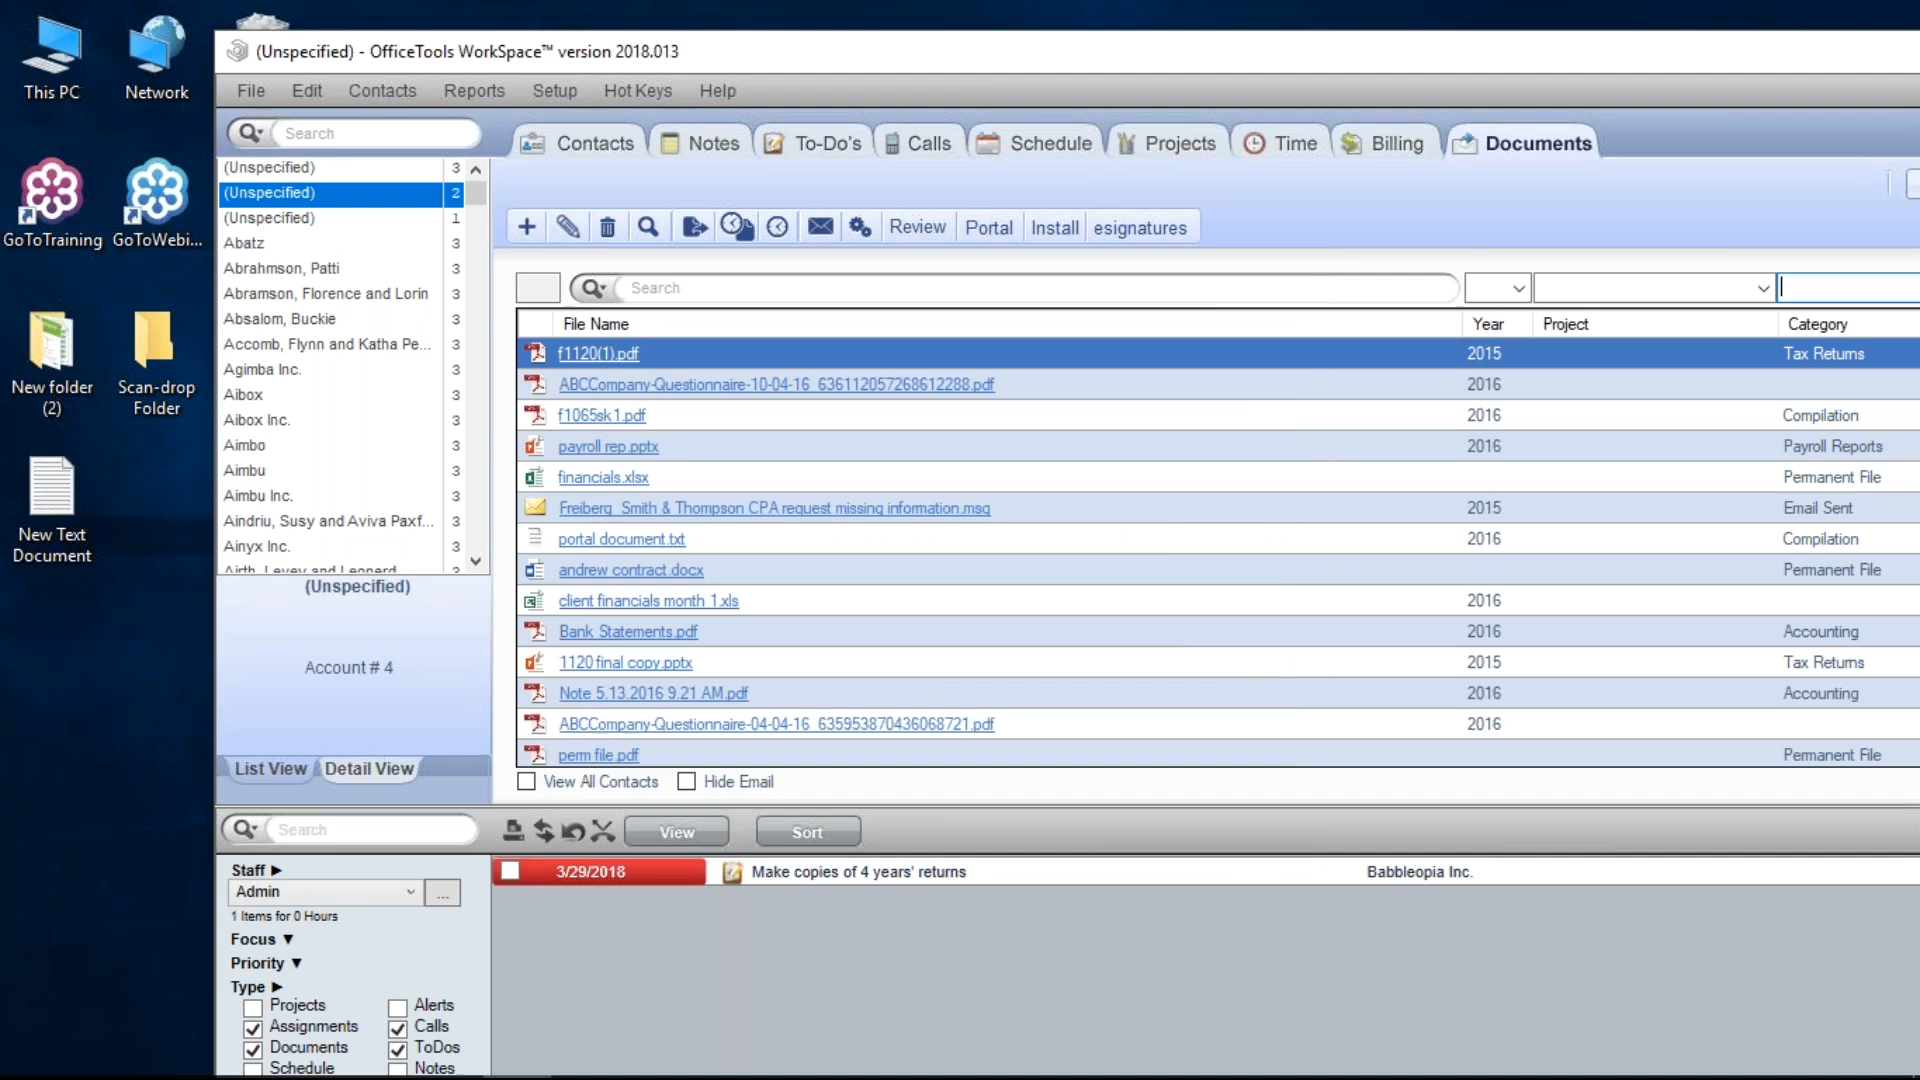 This PC
Network
GoToTraining
GoToWebi...
New folder
(2)
Scan-drop
Folder
New Text
Document
(Unspecified) - OfficeTools WorkSpace™ version 2018.013
File Edit Contacts Reports Setup Hot Keys Help
Search
Contacts Notes To-Do's Calls Schedule Projects Time Billing Documents
(Unspecified) 3
(Unspecified) 2
(Unspecified) 1
Abatz 3
Abrahmson, Patti 3
Abramson, Florence and Lorin 3
Absalom, Buckie 3
Accomb, Flynn and Katha Pe... 3
Agimba Inc. 3
Aibox 3
Aibox Inc. 3
Aimbo 3
Aimbu 3
Aimbu Inc. 3
Aindriu, Susy and Aviva Paxf... 3
Ainyx Inc. 3
Airth, Levey and Leonerd
(Unspecified)
Account # 4
List View Detail View
Review Portal Install esignatures
Search
File Name Year Project Category
f1120(1).pdf 2015 Tax Returns
ABCCompany-Questionnaire-10-04-16_636112057268612288.pdf 2016
f1065sk1.pdf 2016 Compilation
payroll rep.pptx 2016 Payroll Reports
financials.xlsx Permanent File
Freiberg_Smith & Thompson CPA request missing information.msg 2015 Email Sent
portal document.txt 2016 Compilation
andrew contract.docx Permanent File
client financials month 1.xls 2016
Bank Statements.pdf 2016 Accounting
1120 final copy.pptx 2015 Tax Returns
Note 5.13.2016 9.21 AM.pdf 2016 Accounting
ABCCompany-Questionnaire-04-04-16_635953870436068721.pdf 2016
perm file.pdf Permanent File
View All Contacts Hide Email
Search
View Sort
Staff
Admin ...
1 Items for 0 Hours
Focus
Priority
Type
Projects Alerts
Assignments Calls
Documents ToDos
Schedule Notes
3/29/2018 Make copies of 4 years' returns Babbleopia Inc.